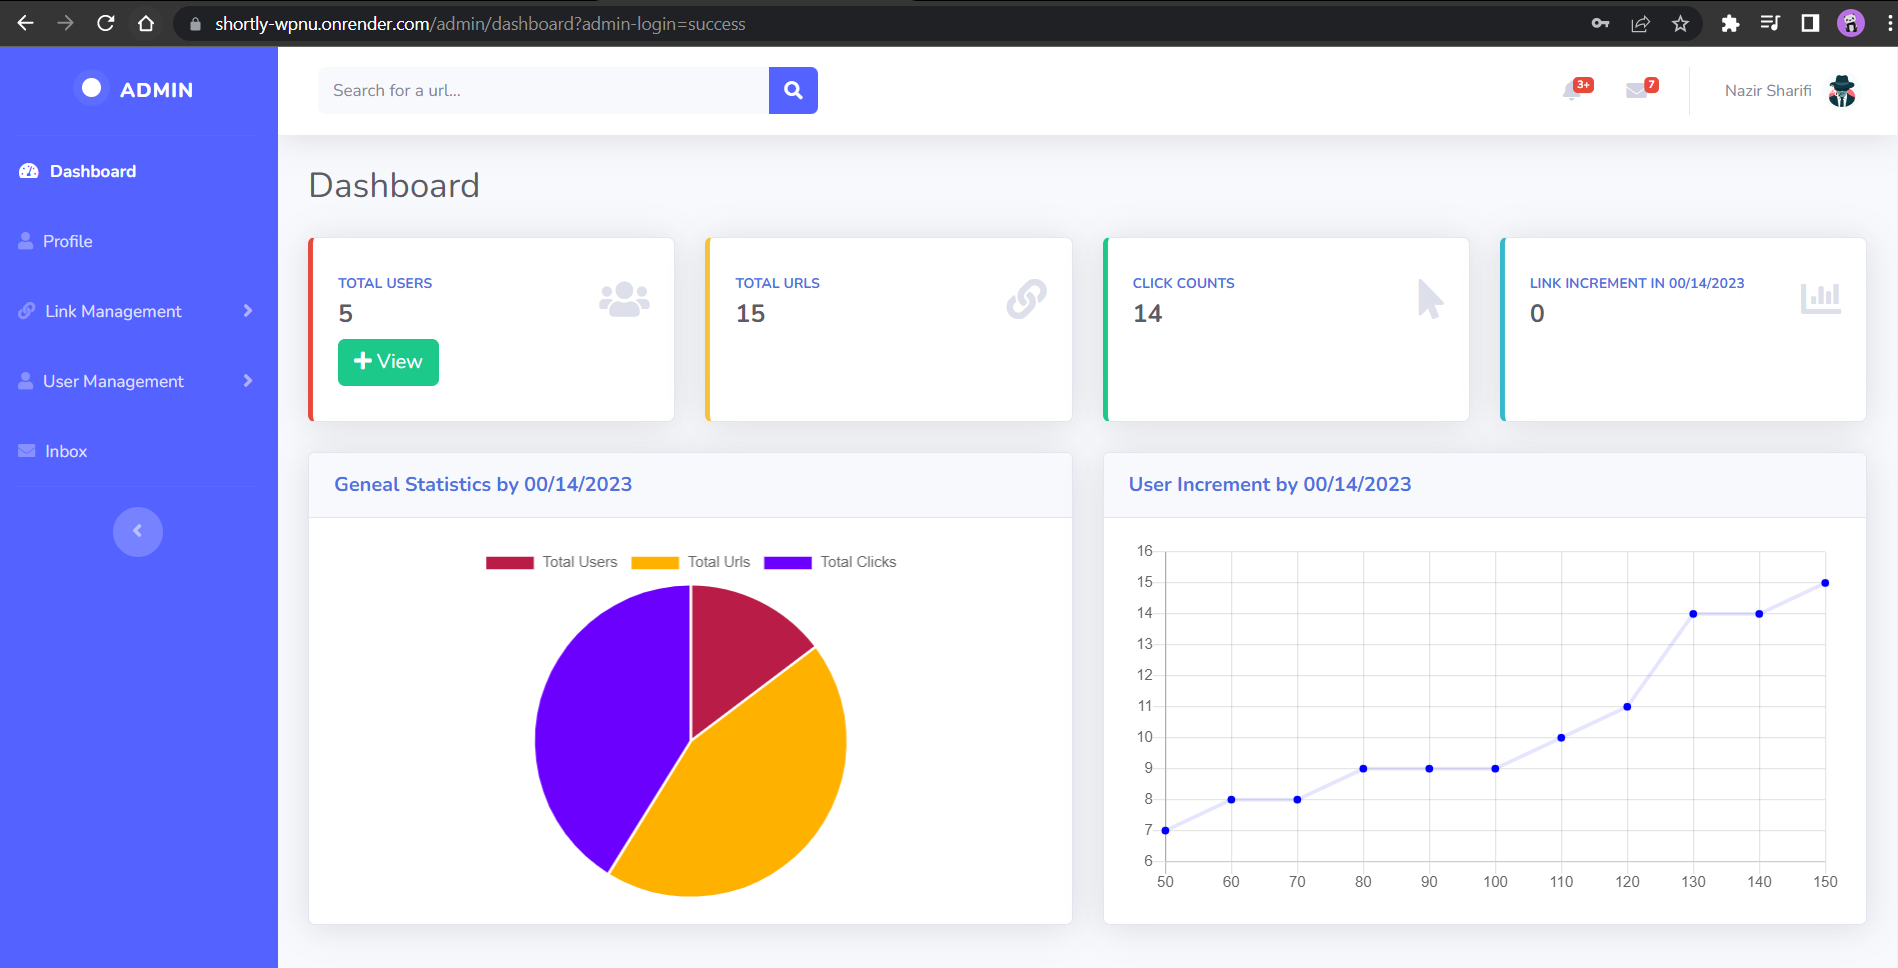 shortly-wpnu.onrender.com/admin/dashboard?admin-login=success
ADMIN
Search for a url...
3+
7
Nazir Sharifi
Dashboard
Profile
Link Management
User Management
Inbox
Dashboard
TOTAL USERS
5
View
TOTAL URLS
15
CLICK COUNTS
14
LINK INCREMENT IN 00/14/2023
0
Geneal Statistics by 00/14/2023
Total Users Total Urls Total Clicks
User Increment by 00/14/2023
16
15
14
13
12
11
10
9
8
7
6
50 60 70 80 90 100 110 120 130 140 150